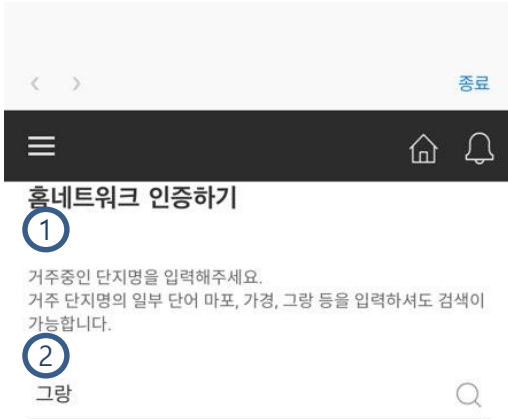 종료
홈네트워크 인증하기
1
거주중인 단지명을 입력해주세요.
거주 단지명의 일부 단어 마포, 가경, 그랑 등을 입력하셔도 검색이
가능합니다.
2
그랑